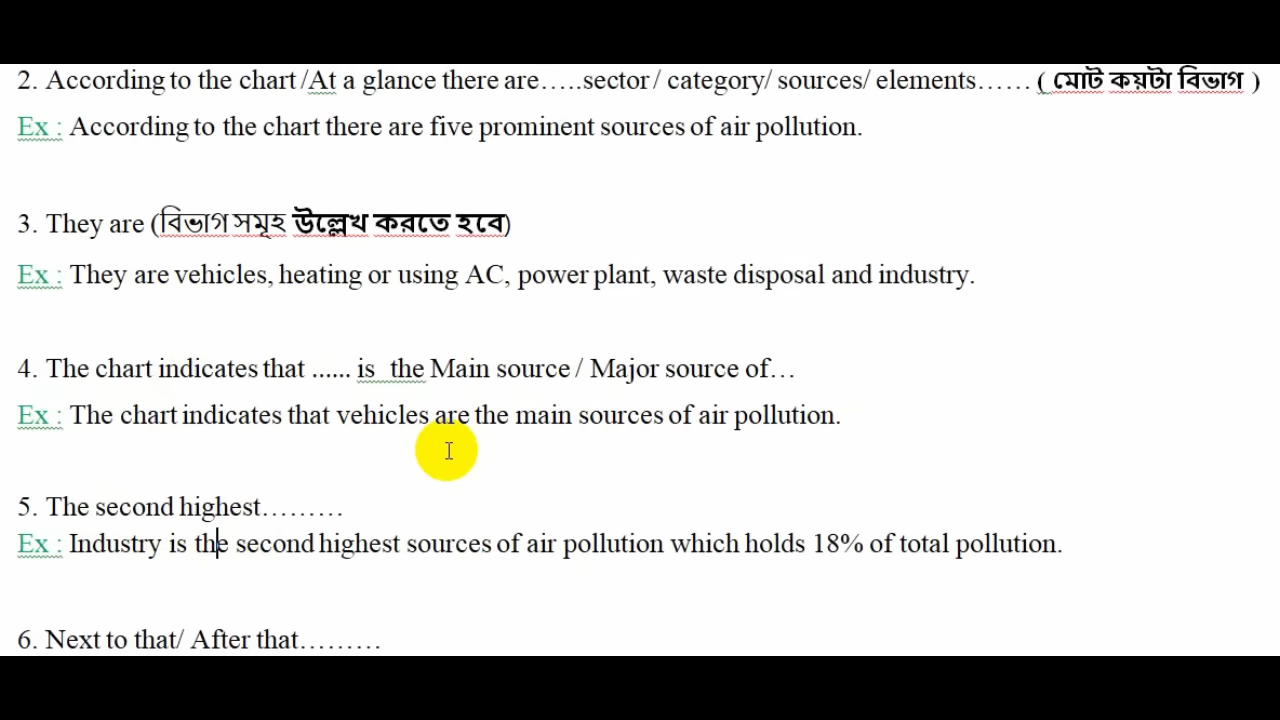 2. According to the chart /At a glance there are…..sector / category/ sources/ elements…… ( মোট কয়টা বিভাগ )
Ex : According to the chart there are five prominent sources of air pollution.
3. They are (বিভাগ সমূহ উল্লেখ করতে হবে)
Ex : They are vehicles, heating or using AC, power plant, waste disposal and industry.
4. The chart indicates that ...... is the Main source / Major source of…
Ex : The chart indicates that vehicles are the main sources of air pollution.
5. The second highest………
Ex : Industry is the second highest sources of air pollution which holds 18% of total pollution.
6. Next to that/ After that………